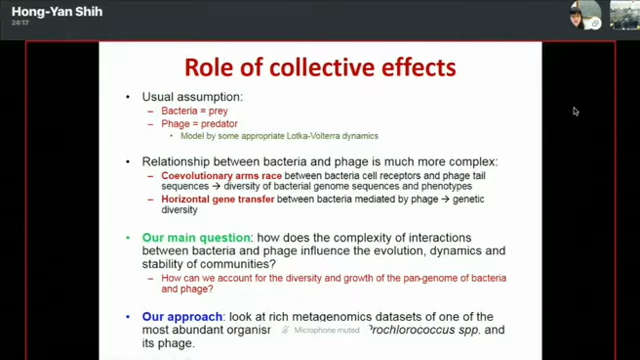 Hong-Yan Shih
24:17
Role of collective effects
• Usual assumption:
– Bacteria = prey
– Phage = predator
• Model by some appropriate Lotka-Volterra dynamics
• Relationship between bacteria and phage is much more complex:
– Coevolutionary arms race between bacteria cell receptors and phage tail
sequences → diversity of bacterial genome sequences and phenotypes
– Horizontal gene transfer between bacteria mediated by phage → genetic
diversity
• Our main question: how does the complexity of interactions
between bacteria and phage influence the evolution, dynamics and
stability of communities?
– How can we account for the diversity and growth of the pan-genome of bacteria
and phage?
• Our approach: look at rich metagenomics datasets of one of the
most abundant organisr Microphone muted rochlorococcus spp. and
its phage.